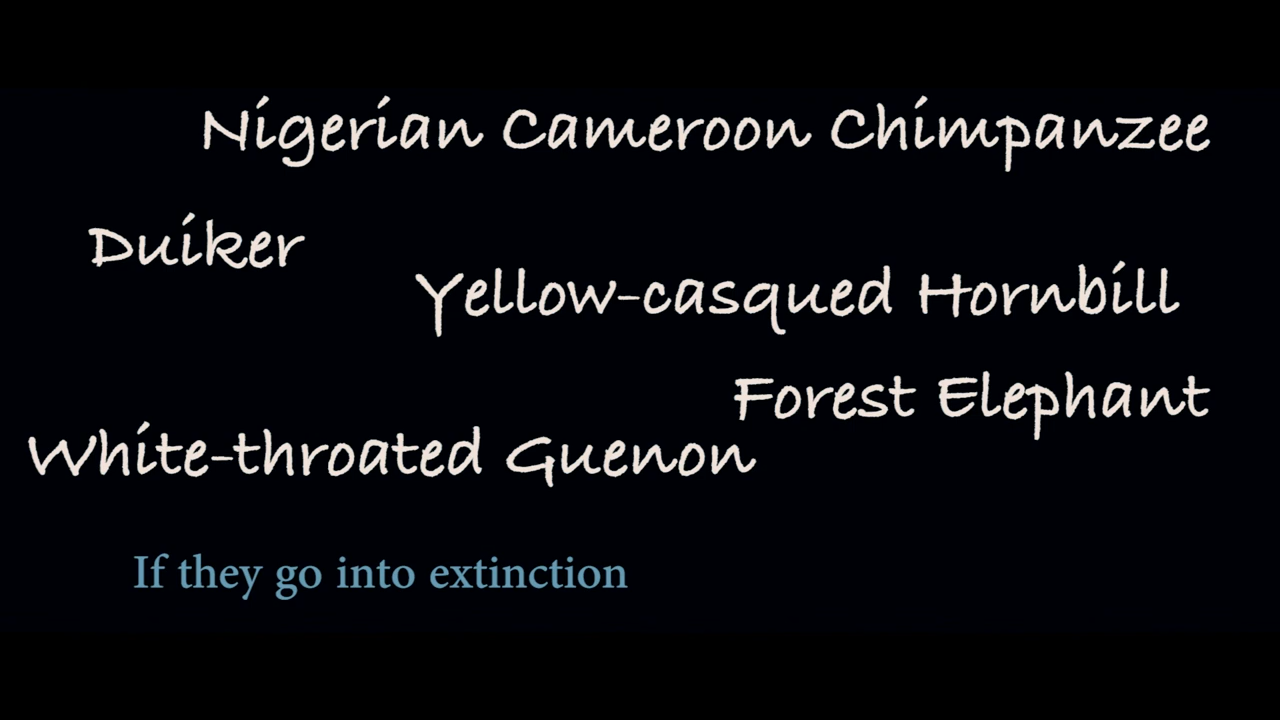 Nigerian Cameroon Chimpanzee
Duiker
Yellow-casqued Hornbill
Forest Elephant
White-throated Guenon
If they go into extinction